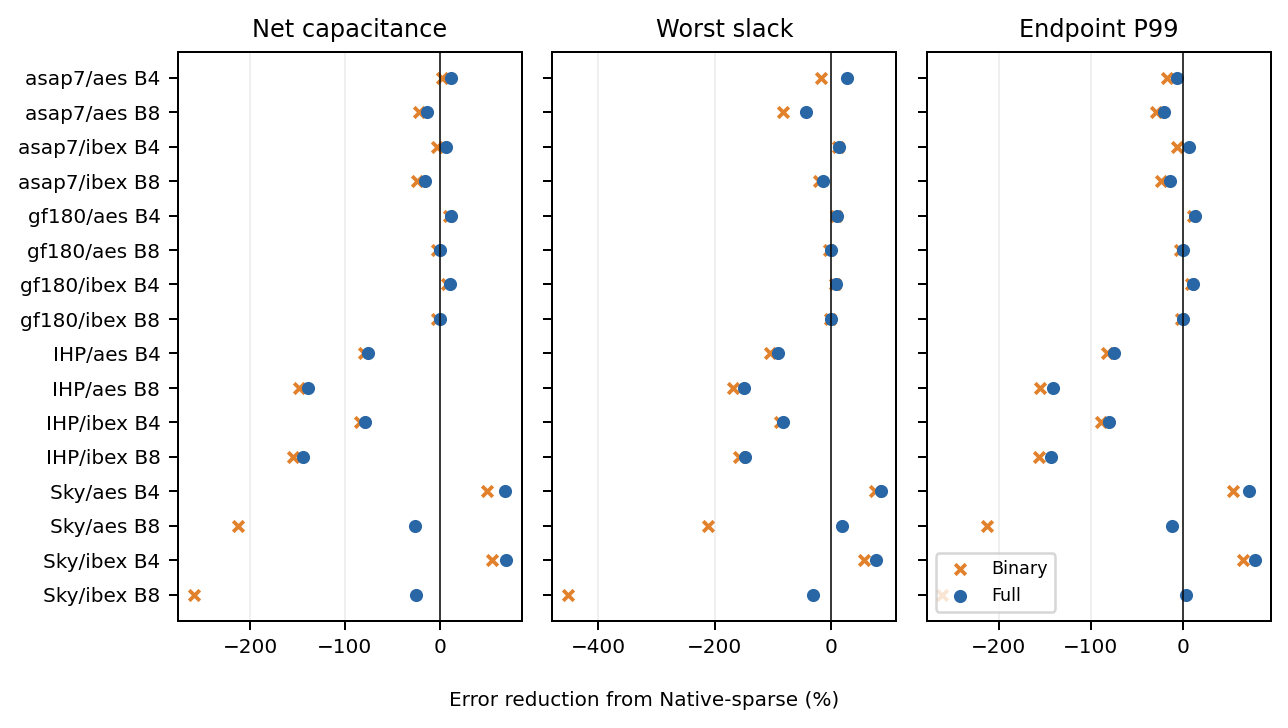 Net capacitance
Worst slack
Endpoint P99
asap7/aes B4
asap7/aes B8
asap7/ibex B4
asap7/ibex B8
gf180/aes B4
gf180/aes B8
gf180/ibex B4
gf180/ibex B8
IHP/aes B4
IHP/aes B8
IHP/ibex B4
IHP/ibex B8
Sky/aes B4
Sky/aes B8
Sky/ibex B4
Sky/ibex B8
Binary
Full
−200 −100 0
−400 −200 0
−200 −100 0
Error reduction from Native-sparse (%)